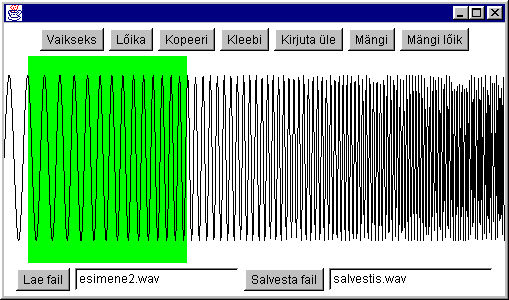 Vaikseks Lõika Kopeeri Kleebi Kirjuta üle Mängi Mängi lõik
Lae fail esimene2.wav Salvesta fail salvestis.wav